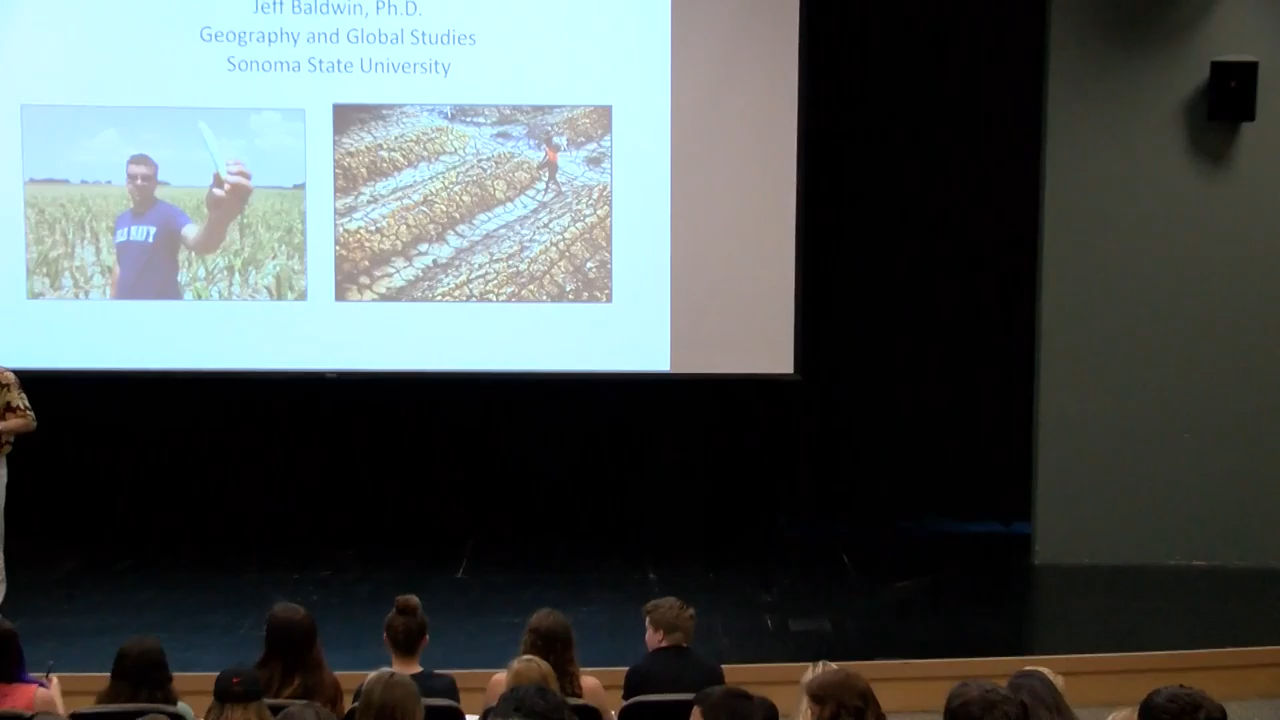 Jeff Baldwin, Ph.D.
Geography and Global Studies
Sonoma State University